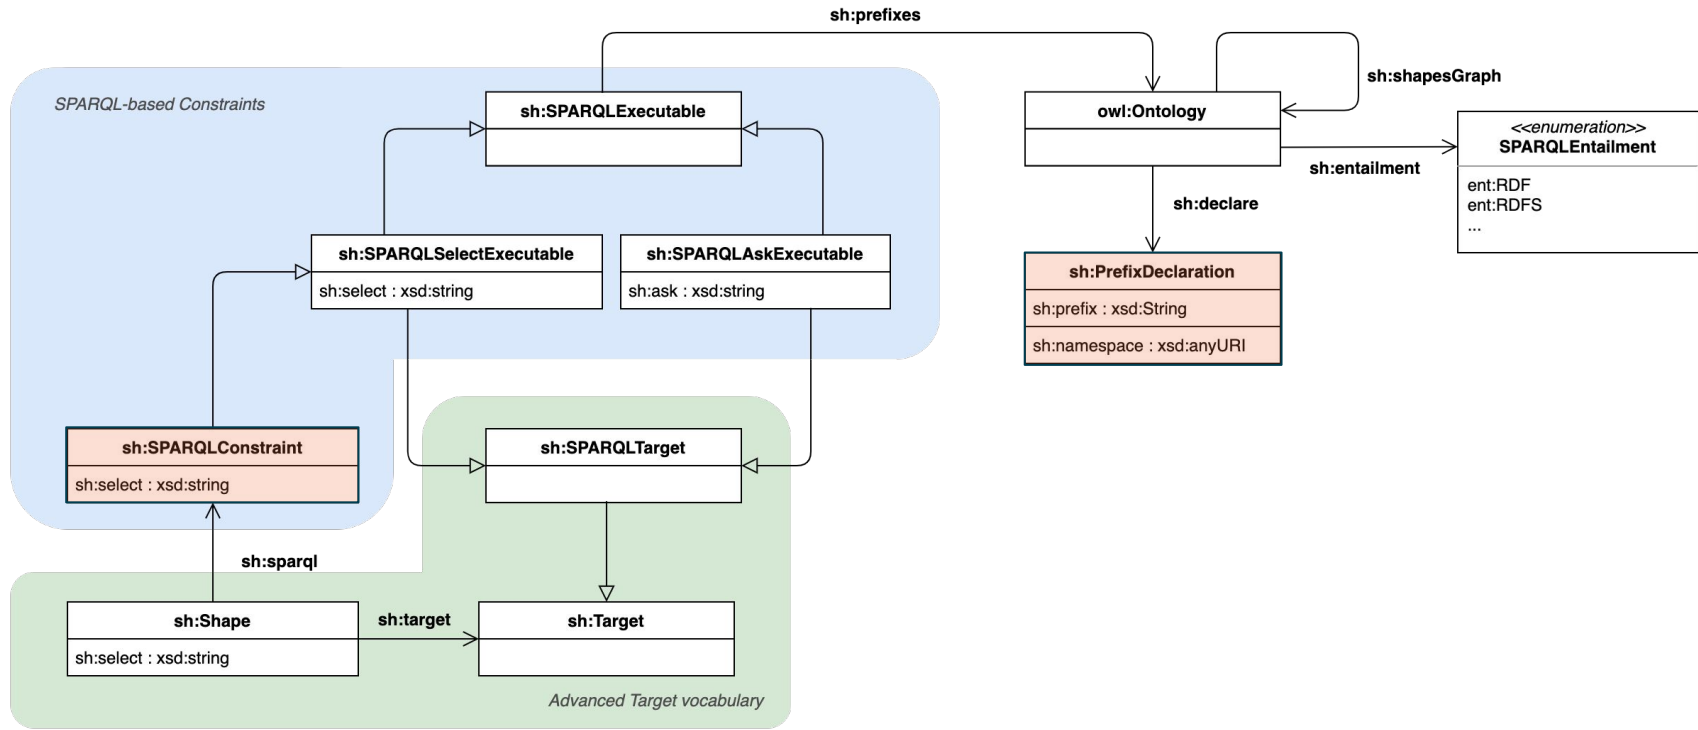 sh:prefixes
sh:shapesGraph
SPARQL-based Constraints
sh:SPARQLExecutable
owl:Ontology
<<enumeration>>
SPARQLEntailment
sh:entailment
ent:RDF
ent:RDFS
...
sh:declare
sh:SPARQLSelectExecutable
sh:select : xsd:string
sh:SPARQLAskExecutable
sh:ask : xsd:string
sh:PrefixDeclaration
sh:prefix : xsd:String
sh:namespace : xsd:anyURI
sh:SPARQLConstraint
sh:select : xsd:string
sh:SPARQLTarget
sh:sparql
sh:Shape
sh:select : xsd:string
sh:target
sh:Target
Advanced Target vocabulary